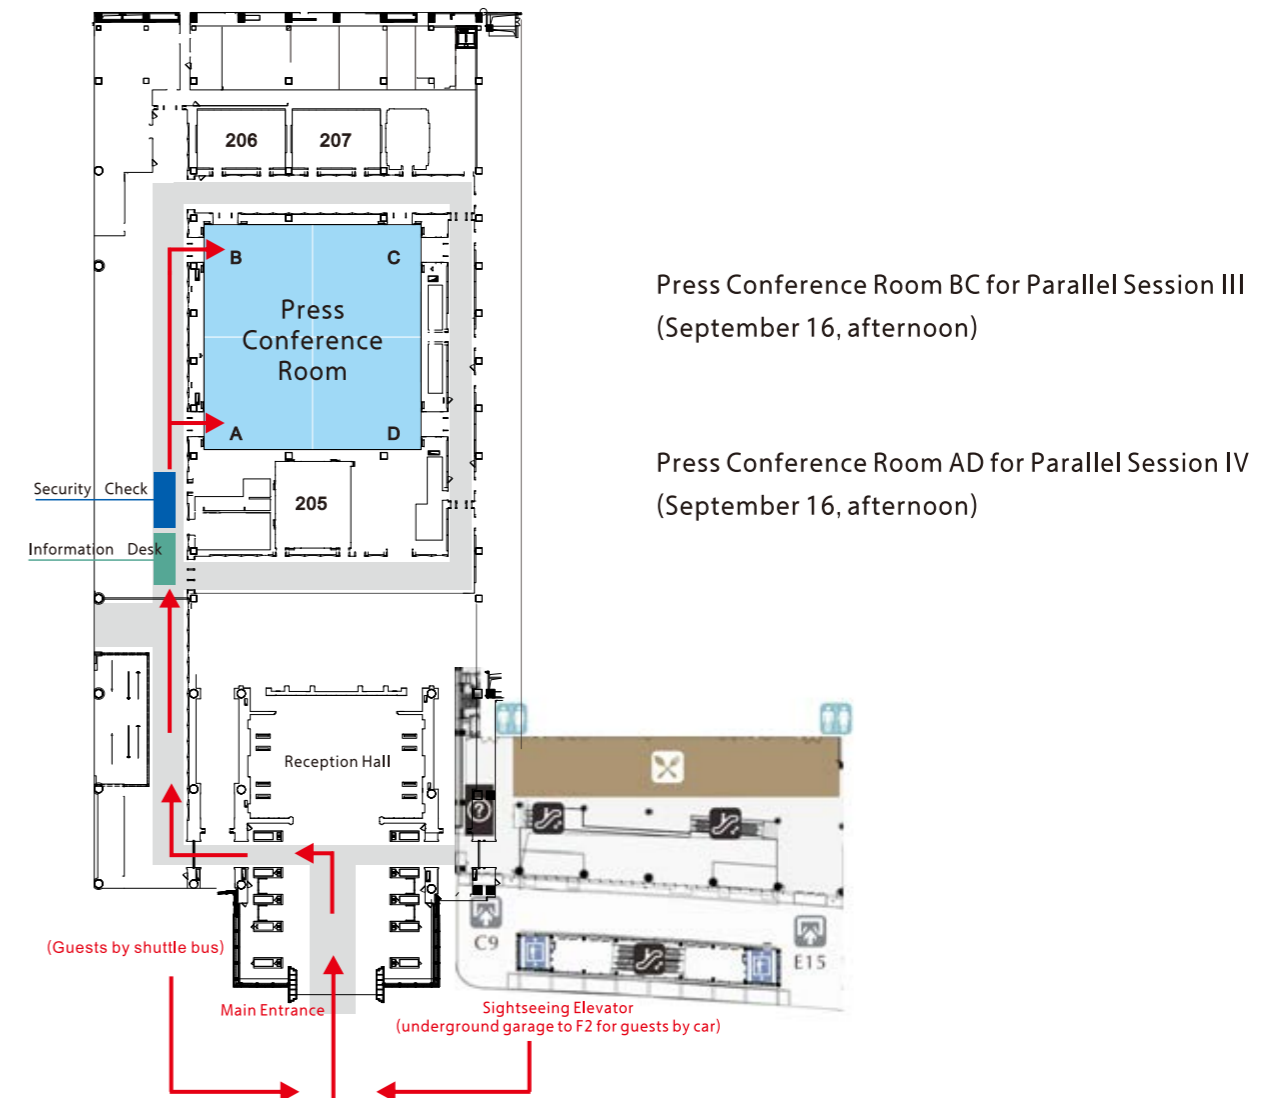 206
207
B
C
Press
Conference
Room
A
D
Press Conference Room BC for Parallel Session III
(September 16, afternoon)
Press Conference Room AD for Parallel Session IV
(September 16, afternoon)
Security Check
205
Information Desk
Reception Hall
?
C9
E15
(Guests by shuttle bus)
Main Entrance
Sightseeing Elevator
(underground garage to F2 for guests by car)